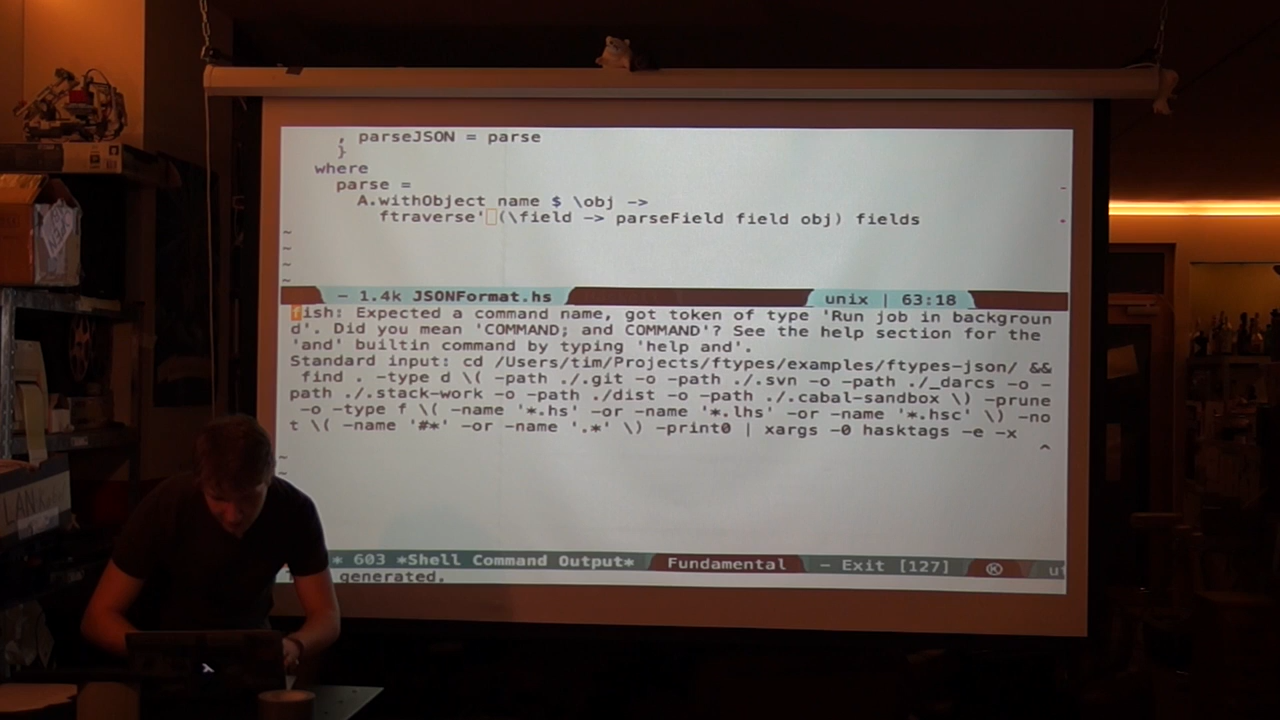 , parseJSON = parse
}
where
parse =
A.withObject name $ \obj ->
ftraverse' (\field -> parseField field obj) fields
~
~
~
~
- 1.4k JSONFormat.hs unix | 63:18
fish: Expected a command name, got token of type 'Run job in backgroun
d'. Did you mean 'COMMAND; and COMMAND'? See the help section for the
'and' builtin command by typing 'help and'.
Standard input: cd /Users/tim/Projects/ftypes/examples/ftypes-json/ &&
find . -type d \( -path ./.git -o -path ./.svn -o -path ./_darcs -o -
path ./.stack-work -o -path ./dist -o -path ./.cabal-sandbox \) -prune
-o -type f \( -name '*.hs' -or -name '*.lhs' -or -name '*.hsc' \) -no
t \( -name '#*' -or -name '.*' \) -print0 | xargs -0 hasktags -e -x
^
~
~
* 603 *Shell Command Output* Fundamental - Exit [127] K ut
generated.
LAN